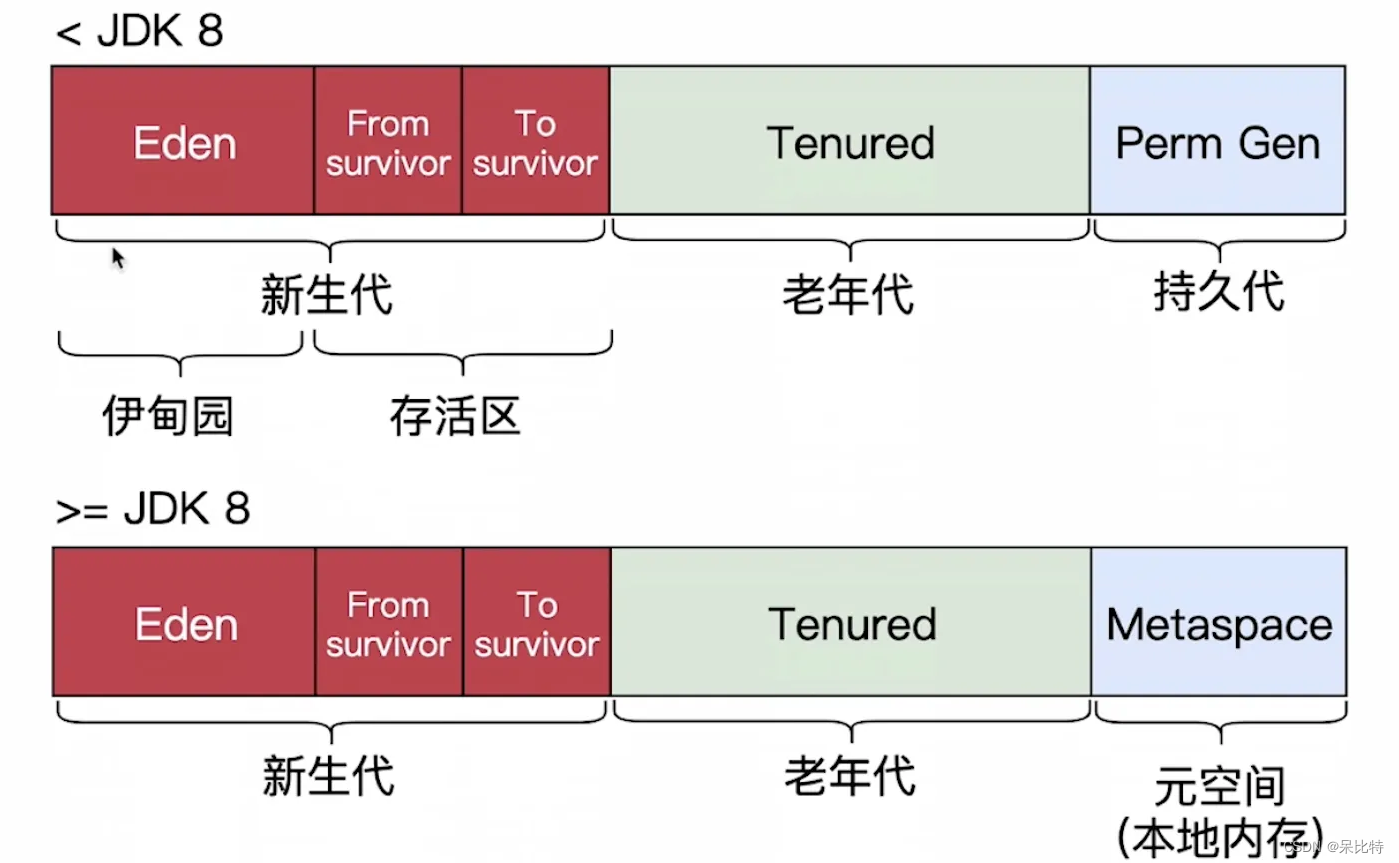 < JDK 8
Eden
From
survivor
To
survivor
Tenured
Perm Gen
新生代
老年代
持久代
伊甸园
存活区
>= JDK 8
Eden
From
survivor
To
survivor
Tenured
Metaspace
新生代
老年代
元空间
(本地内存)
CSDN @呆比特